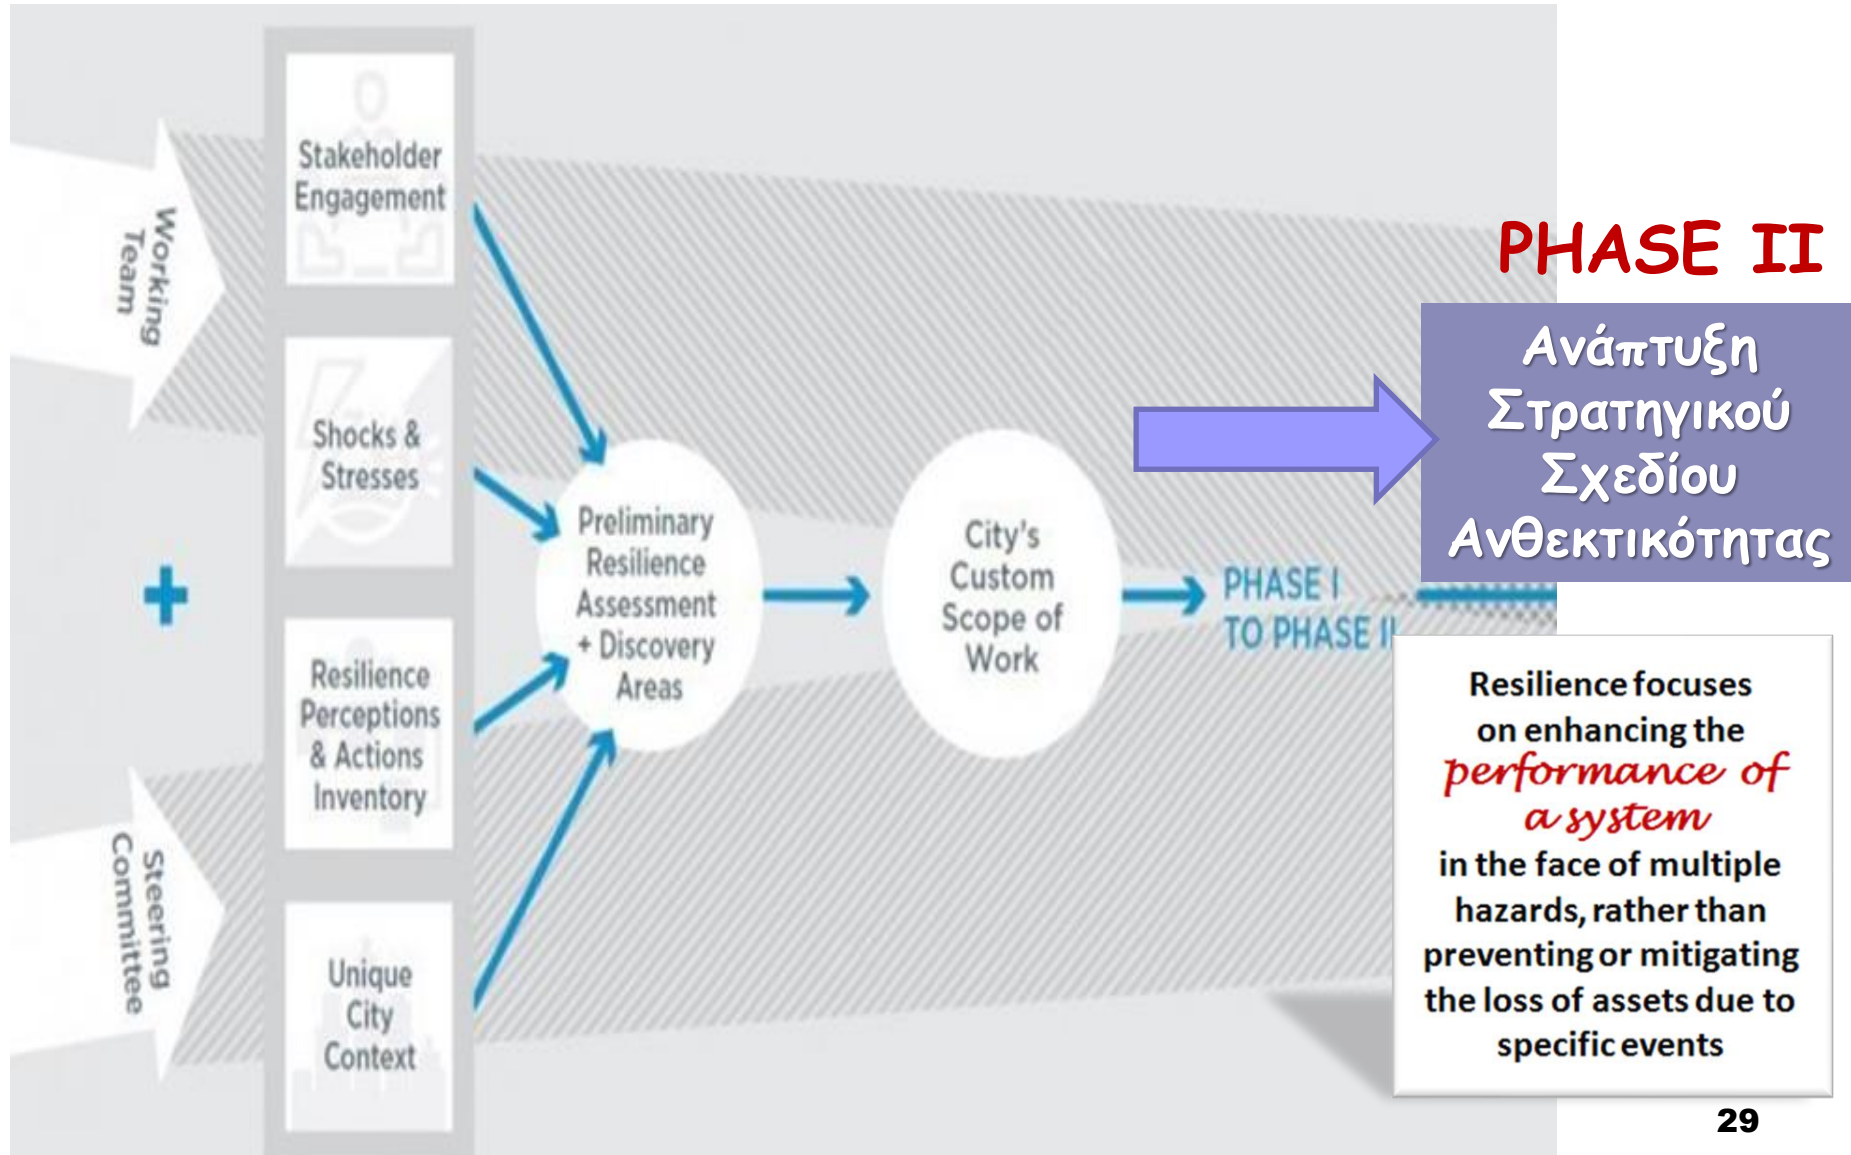 Working
Team
+
Steering
Committee
Stakeholder
Engagement
Shocks &
Stresses
Resilience
Perceptions
& Actions
Inventory
Unique
City
Context
Preliminary
Resilience
Assessment
+ Discovery
Areas
City's
Custom
Scope of
Work
PHASE I
TO PHASE II
PHASE II
Ανάπτυξη
Στρατηγικού
Σχεδίου
Ανθεκτικότητας
Resilience focuses
on enhancing the
performance of
a system
in the face of multiple
hazards, rather than
preventing or mitigating
the loss of assets due to
specific events
29